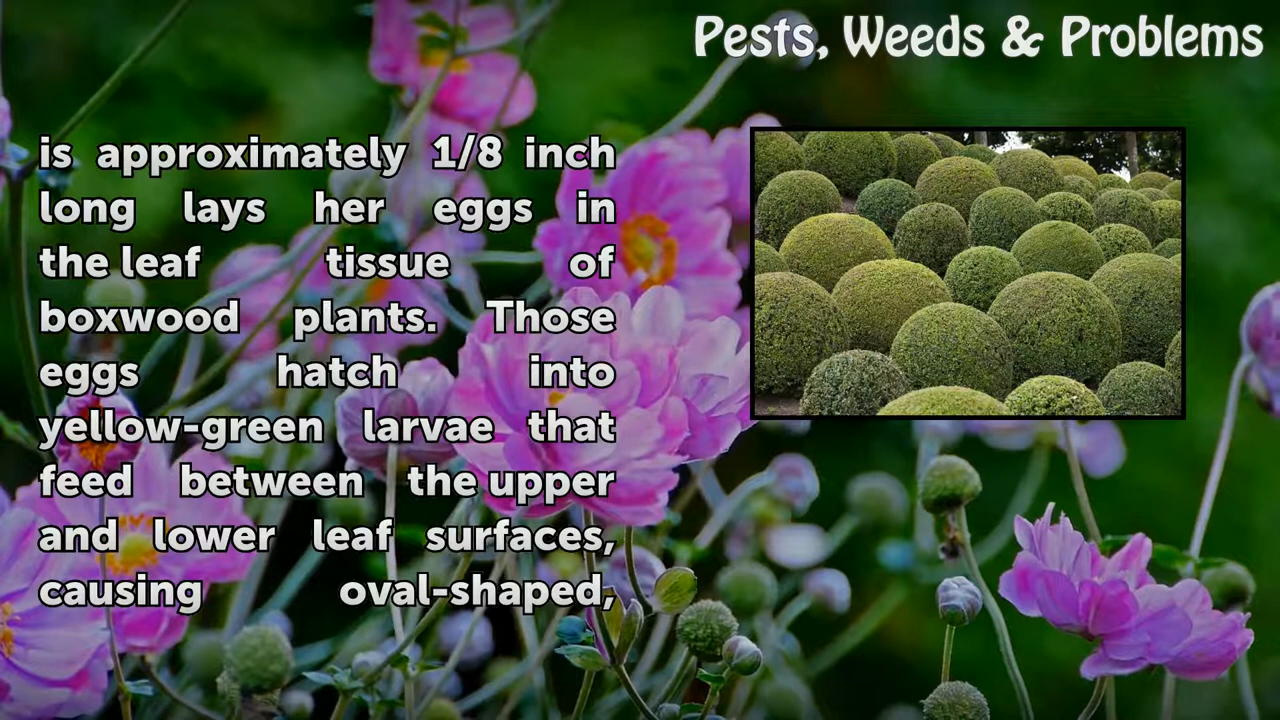 Pests, Weeds & Problems
is approximately 1/8 inch
long lays her eggs in
the leaf tissue of
boxwood plants. Those
eggs hatch into
yellow-green larvae that
feed between the upper
and lower leaf surfaces,
causing oval-shaped,